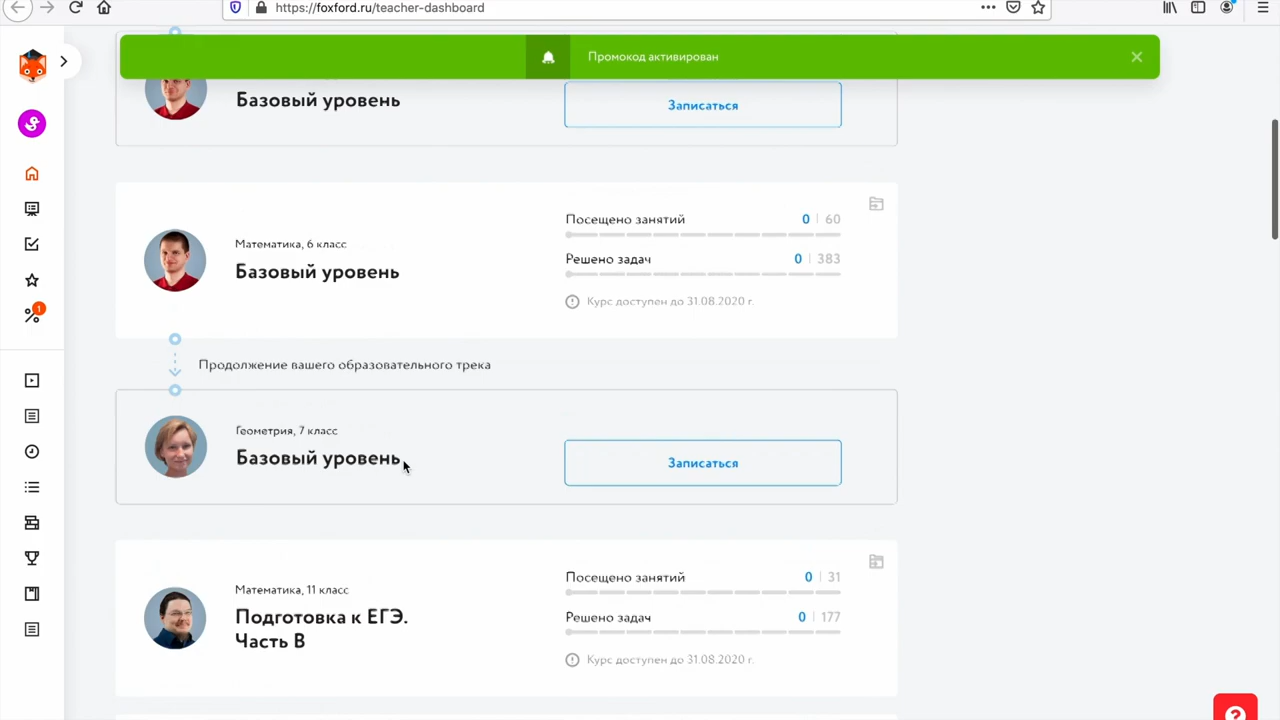 https://foxford.ru/teacher-dashboard
Промокод активирован
Базовый уровень
Записаться
Математика, 6 класс
Базовый уровень
Посещено занятий 0 | 60
Решено задач 0 | 383
Курс доступен до 31.08.2020 г.
Продолжение вашего образовательного трека
Геометрия, 7 класс
Базовый уровень
Записаться
Математика, 11 класс
Подготовка к ЕГЭ.
Часть B
Посещено занятий 0 | 31
Решено задач 0 | 177
Курс доступен до 31.08.2020 г.
1
?